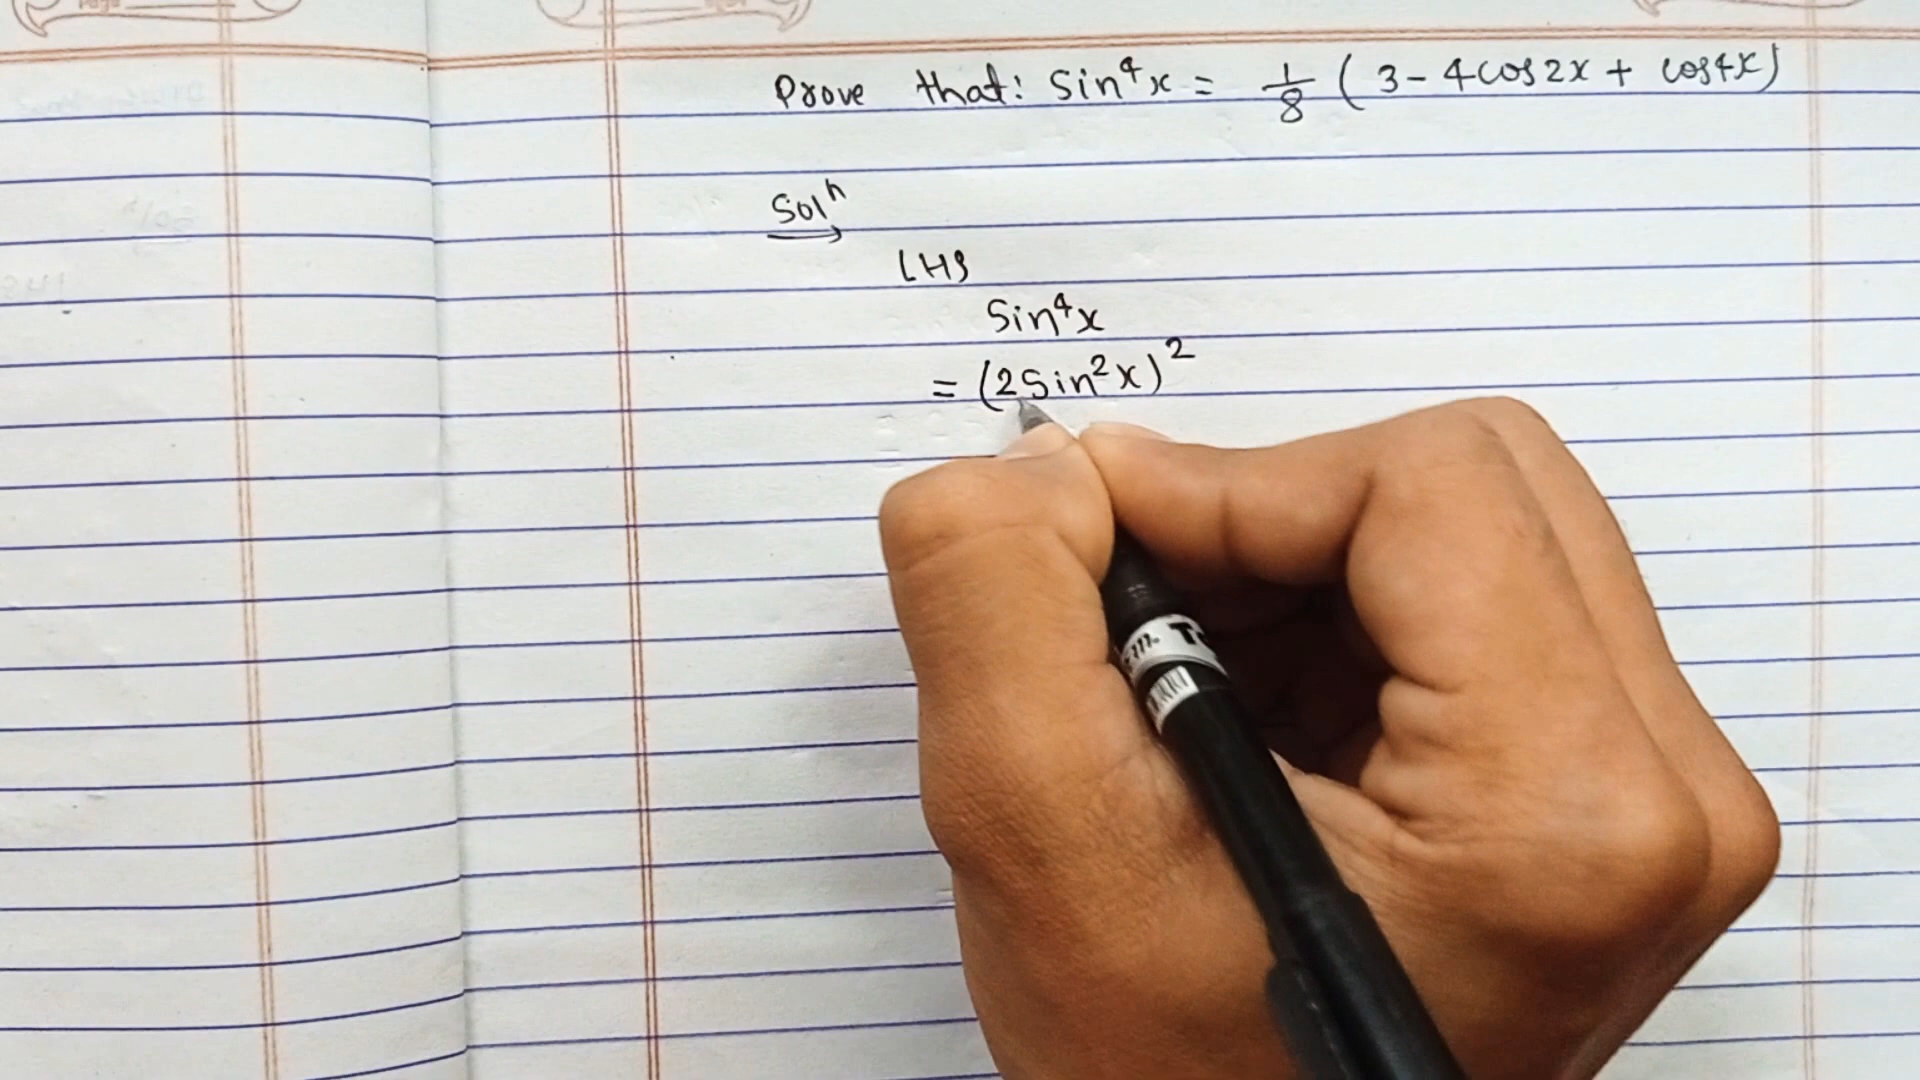 Prove that: Sin⁴x = 1/8 ( 3 - 4cos2x + cos4x)
Solⁿ
LHS
Sin⁴x
= (2Sin²x)²